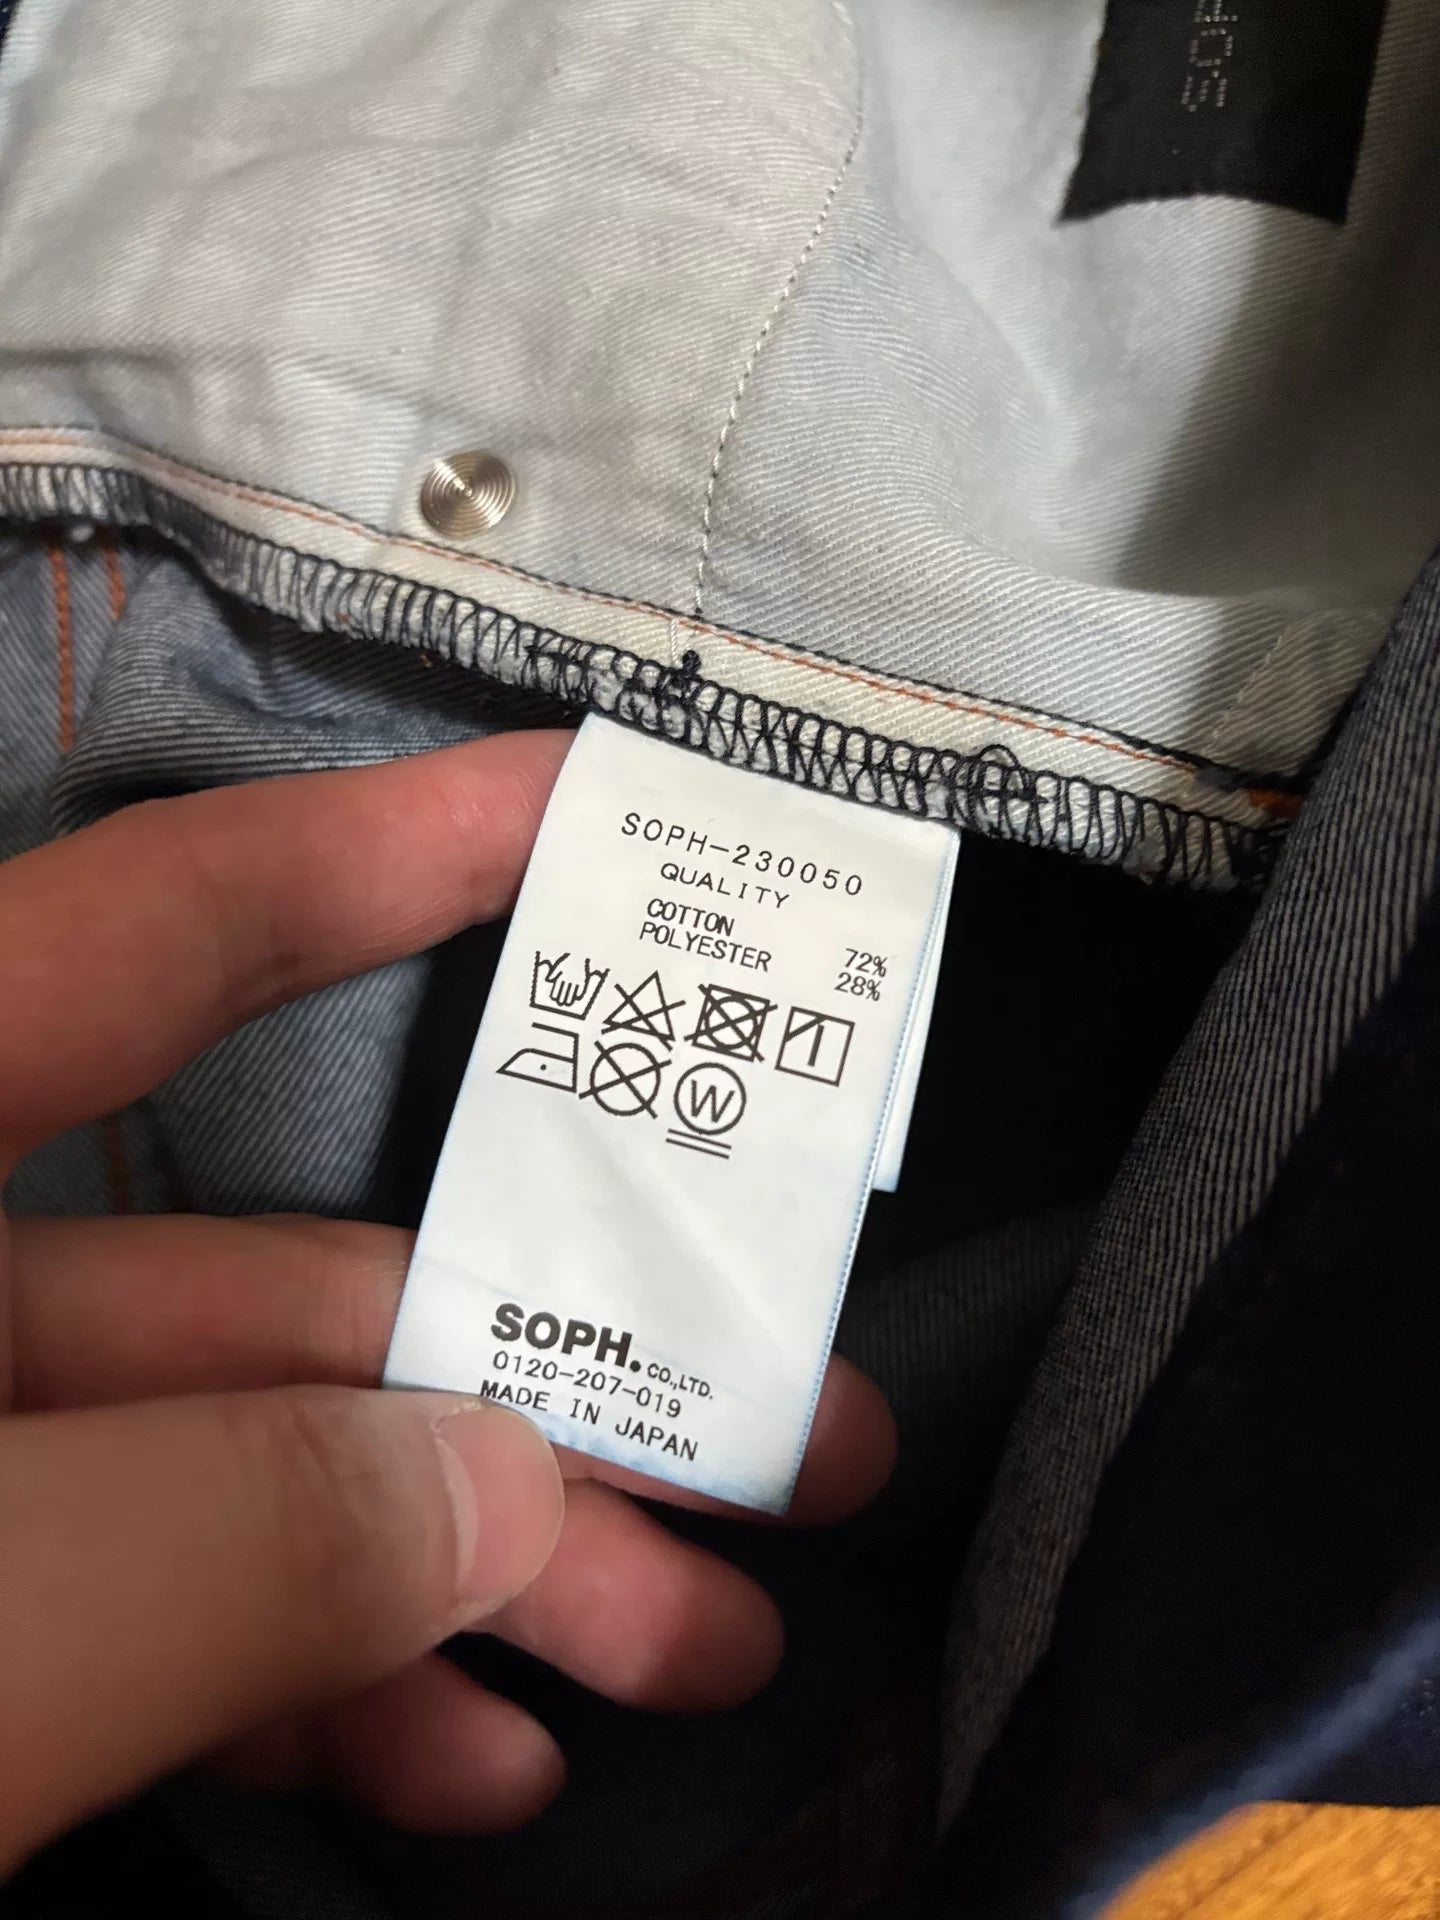 SOPH-230050
QUALITY
COTTON 72%
POLYESTER 28%
W
SOPH. CO.,LTD.
0120-207-019
MADE IN JAPAN